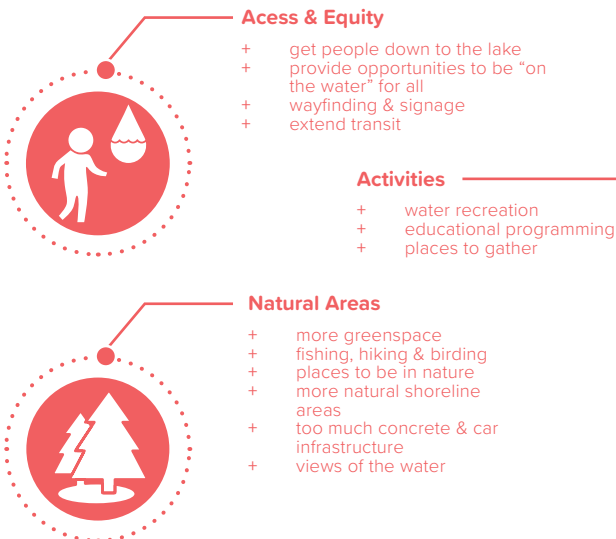 Acess & Equity
+ get people down to the lake
+ provide opportunities to be “on
the water” for all
+ wayfinding & signage
+ extend transit
Activities
+ water recreation
+ educational programming
+ places to gather
Natural Areas
+ more greenspace
+ fishing, hiking & birding
+ places to be in nature
+ more natural shoreline
areas
+ too much concrete & car
infrastructure
+ views of the water